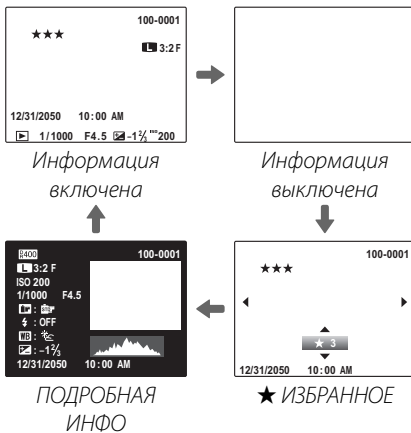 100-0001
★★★
L 3:2 F
12/31/2050 10:00 AM
1/1000 F4.5 -1⅔ ISO 200
Информация
включена
Информация
выключена
400 100-0001
L 3:2 F
ISO 200
1/1000 F4.5
: OFF
WB :
: -1⅔
12/31/2050 10:00 AM
ПОДРОБНАЯ
ИНФО
100-0001
★★★
★ 3
12/31/2050 10:00 AM
★ ИЗБРАННОЕ